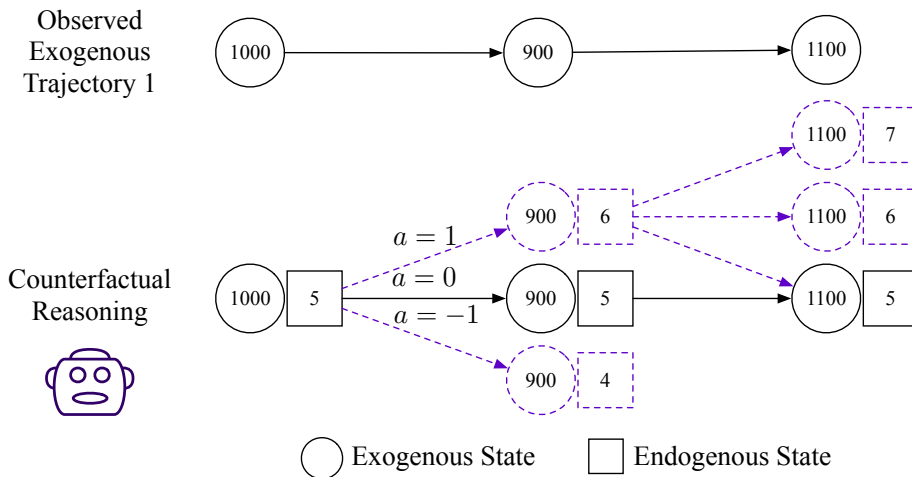 Observed
Exogenous
Trajectory 1
1000
900
1100
1100
7
900
6
1100
6
a = 1
Counterfactual
Reasoning
1000
5
a = 0
900
5
1100
5
a = −1
900
4
Exogenous State
Endogenous State